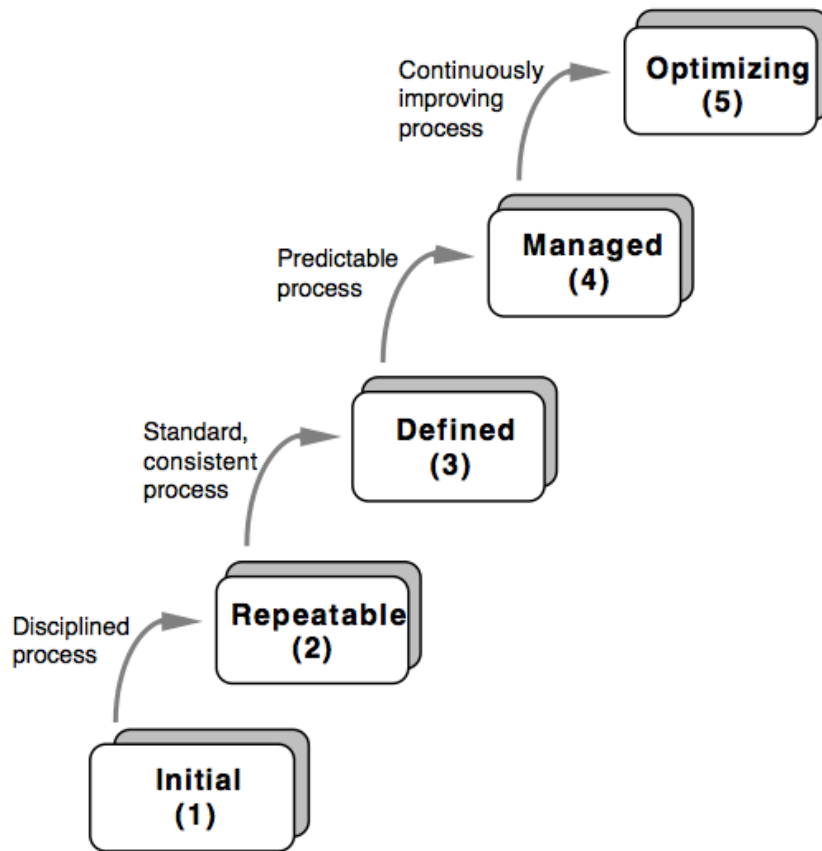 Continuously
improving
process
Optimizing
(5)
Predictable
process
Managed
(4)
Standard,
consistent
process
Defined
(3)
Disciplined
process
Repeatable
(2)
Initial
(1)